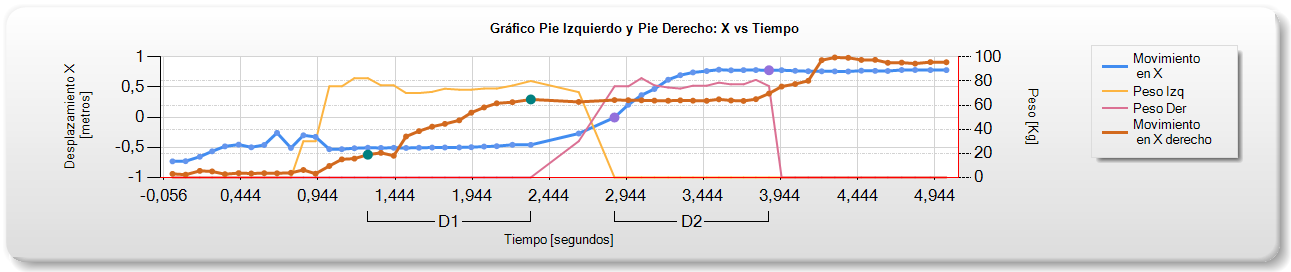 Gráfico Pie Izquierdo y Pie Derecho: X vs Tiempo
Desplazamiento X
[metros]
1
0,5
0
-0,5
-1
100
80
60
40
20
0
Peso [Kg]
-0,056
0,444
0,944
1,444
1,944
2,444
2,944
3,444
3,944
4,444
4,944
D1
D2
Tiempo [segundos]
Movimiento
en X
Peso Izq
Peso Der
Movimiento
en X derecho